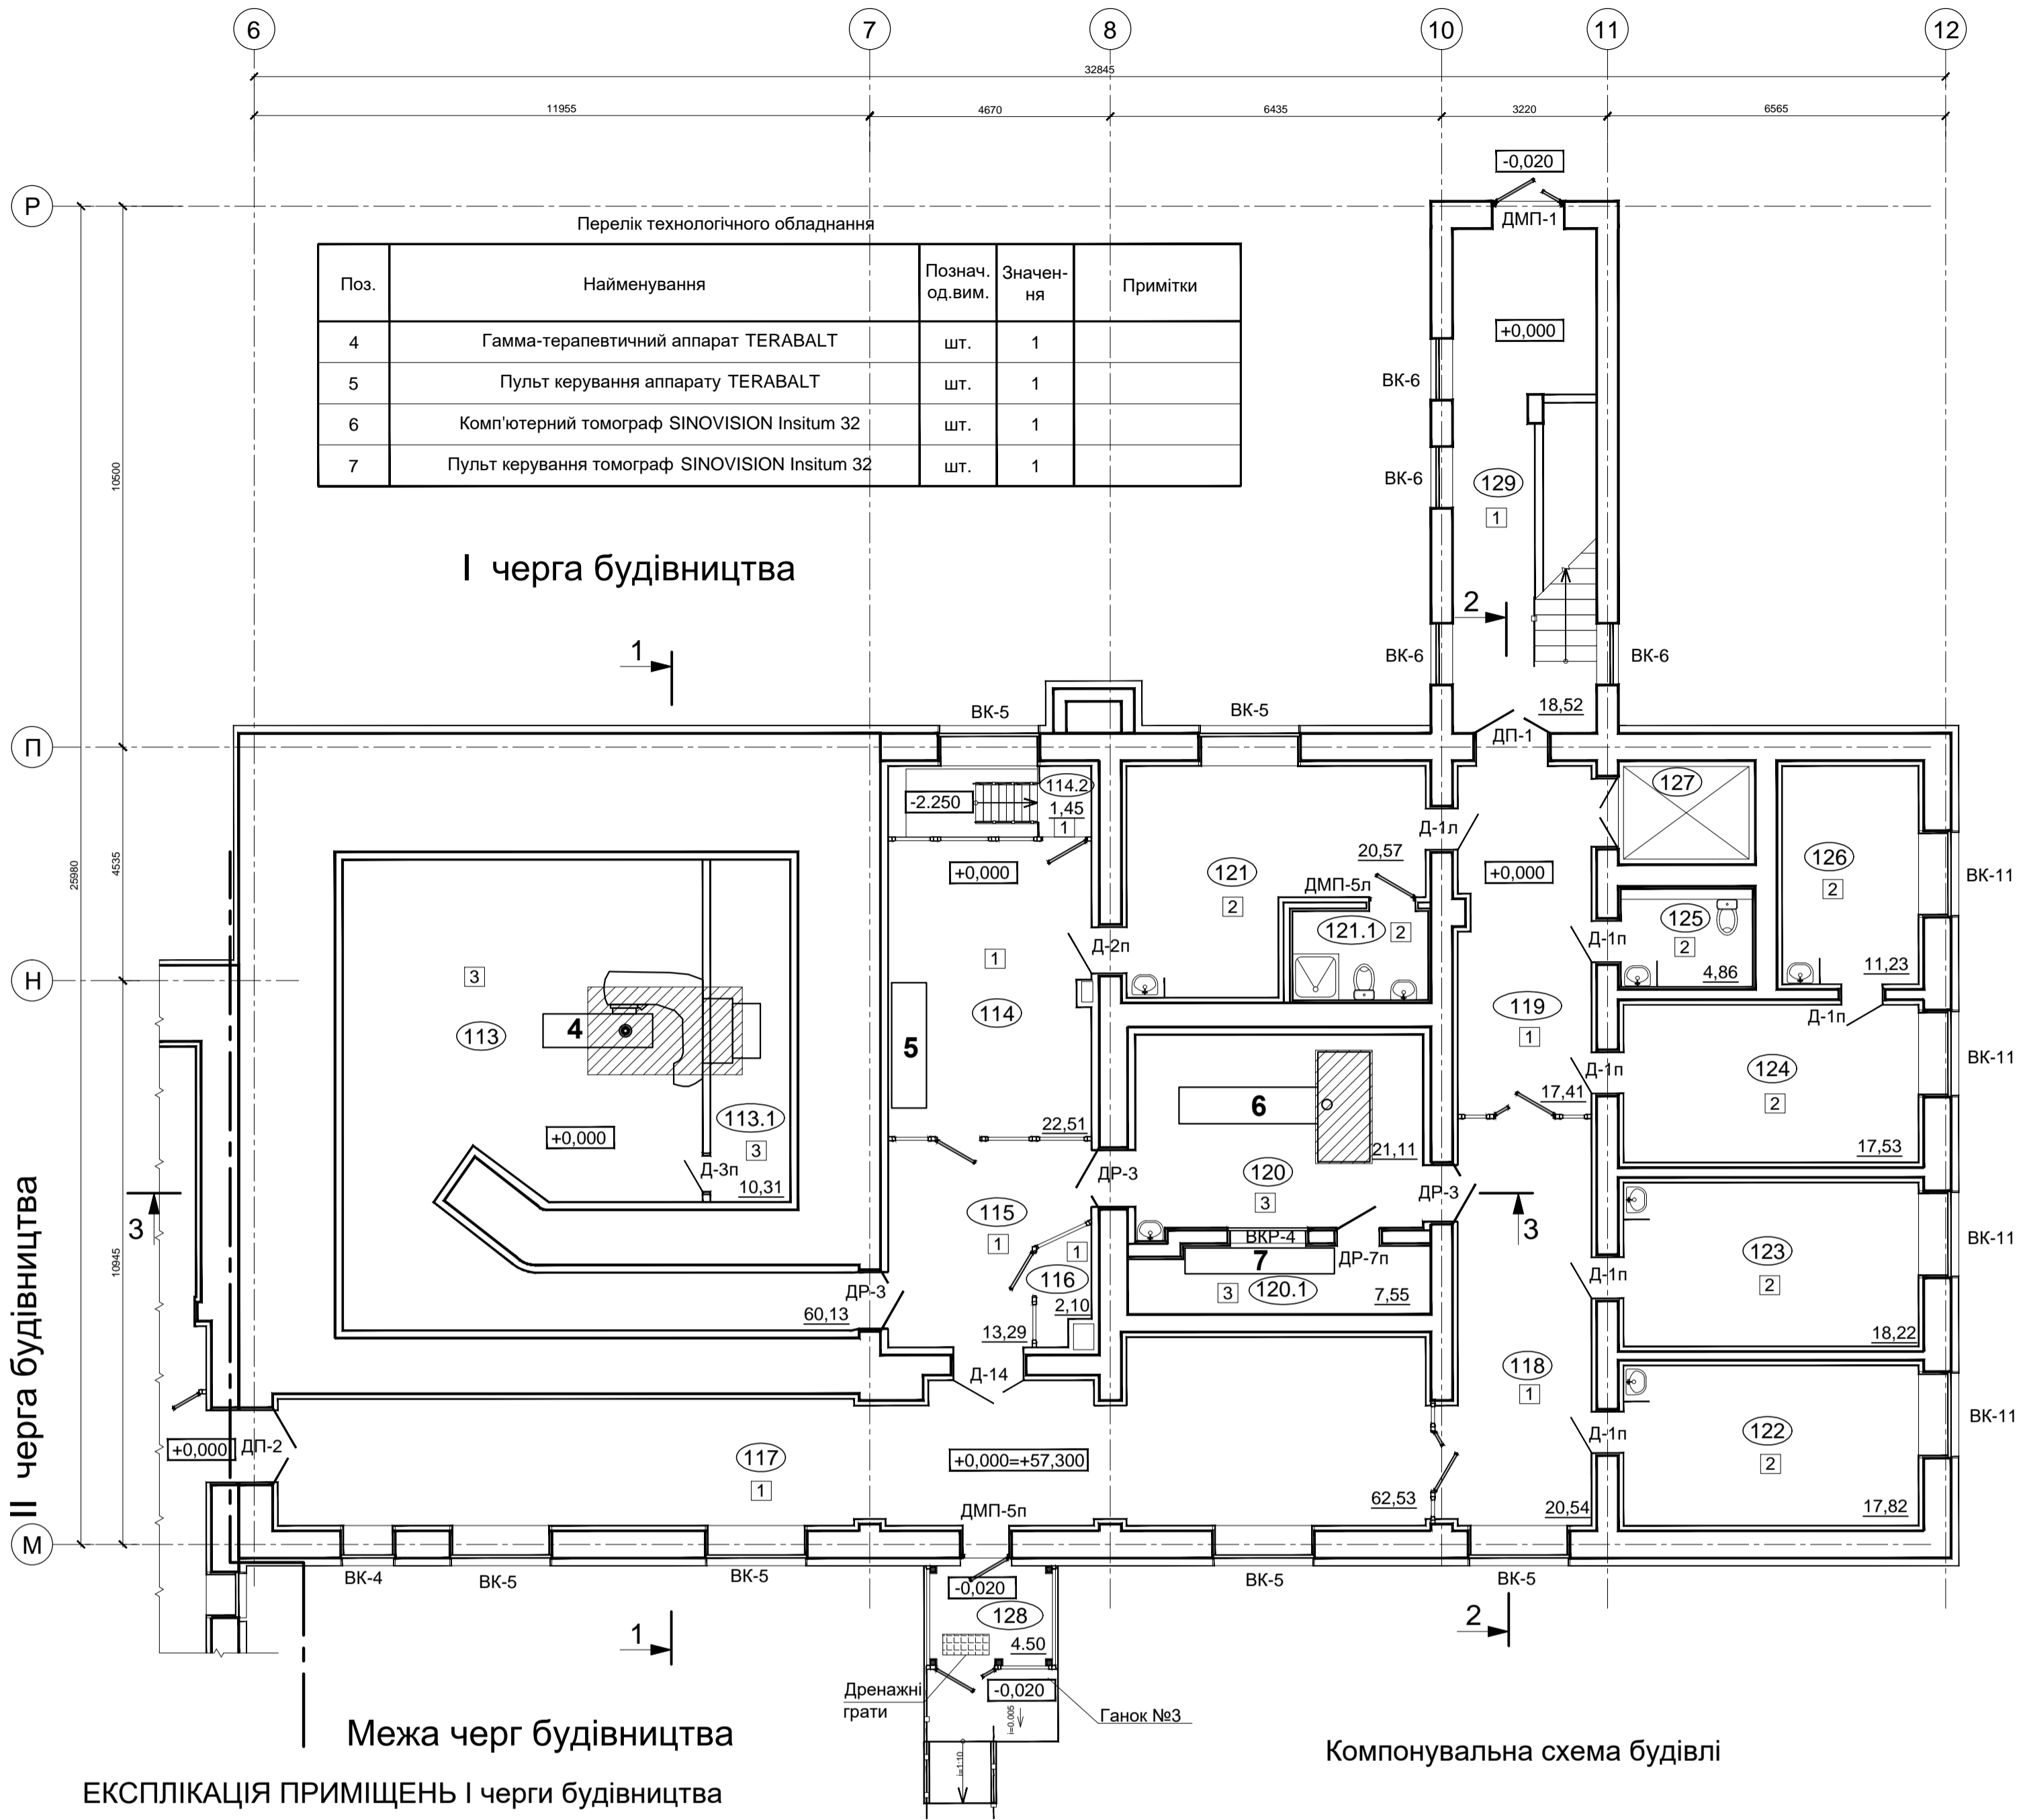 6
7
8
10
11
12
32845
11955
4670
6435
3220
6565
-0,020
Р
ДМП-1
Перелік технологічного обладнання
Поз.
Найменування
Познач.
од.вим.
Значен-
ня
Примітки
4
Гамма-терапевтичний аппарат TERABALT
шт.
1
5
Пульт керування аппарату TERABALT
шт.
1
6
Комп'ютерний томограф SINOVISION Insitum 32
шт.
1
7
Пульт керування томограф SINOVISION Insitum 32
шт.
1
+0,000
ВК-6
ВК-6
129
1
10500
I черга будівництва
1
2
ВК-6
ВК-6
18,52
ВК-5
ВК-5
ДП-1
П
114.2
-2.250
1,45
1
127
Д-1л
20,57
126
2
ВК-11
+0,000
121
2
ДМП-5л
+0,000
4535
25980
121.1
2
125
2
Д-1п
4,86
11,23
Д-2п
1
3
Н
114
119
1
Д-1п
113
4
5
124
2
ВК-11
Д-1п
6
17,41
113.1
3
+0,000
22,51
21,11
17,53
Д-3п
10,31
ДР-3
120
3
ДР-3
3
3
115
1
1
ВКР-4
7
ДР-7п
123
2
ВК-11
Д-1п
10945
116
2,10
ДР-3
60,13
13,29
3
120.1
7,55
18,22
II черга будівництва
Д-14
118
1
+0,000
ДП-2
117
1
+0,000=+57,300
Д-1п
122
2
ВК-11
ДМП-5п
62,53
20,54
17,82
М
ВК-4
ВК-5
ВК-5
ВК-5
ВК-5
-0,020
128
4.50
1
2
Дренажні
грати
-0,020
i=0.005
Ганок №3
i=1:10
Межа черг будівництва
Компонувальна схема будівлі
ЕКСПЛІКАЦІЯ ПРИМІЩЕНЬ I черги будівництва